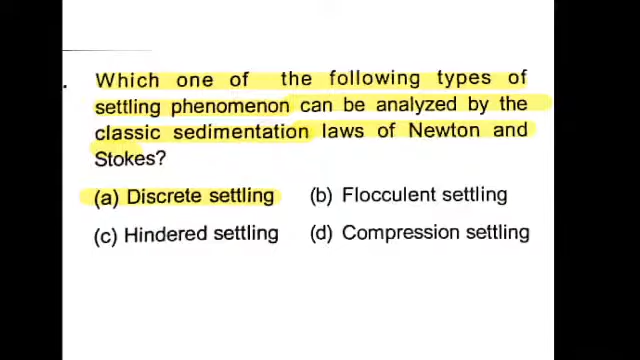 Which one of the following types of
settling phenomenon can be analyzed by the
classic sedimentation laws of Newton and
Stokes?
(a) Discrete settling (b) Flocculent settling
(c) Hindered settling (d) Compression settling